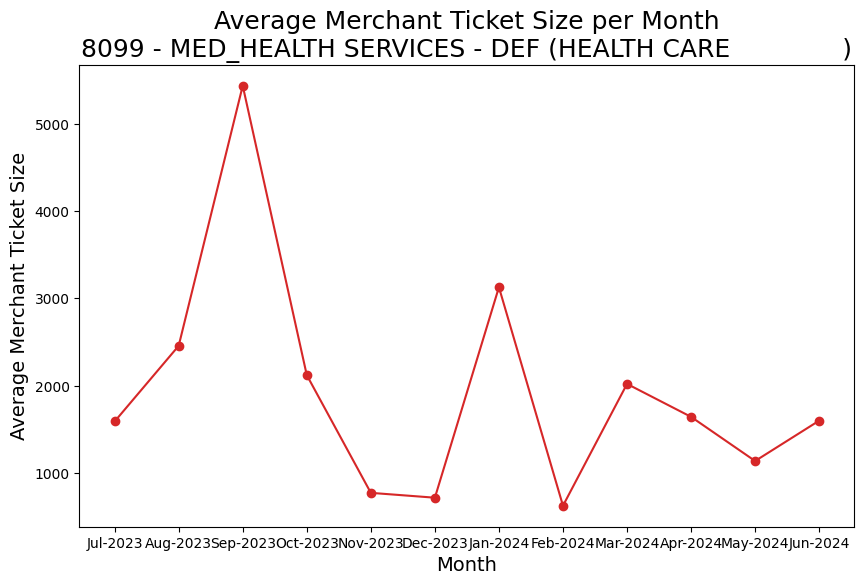 Average Merchant Ticket Size per Month
8099 - MED_HEALTH SERVICES - DEF (HEALTH CARE )
Average Merchant Ticket Size
5000
4000
3000
2000
1000
Jul-2023 Aug-2023 Sep-2023 Oct-2023 Nov-2023 Dec-2023 Jan-2024 Feb-2024 Mar-2024 Apr-2024 May-2024 Jun-2024
Month